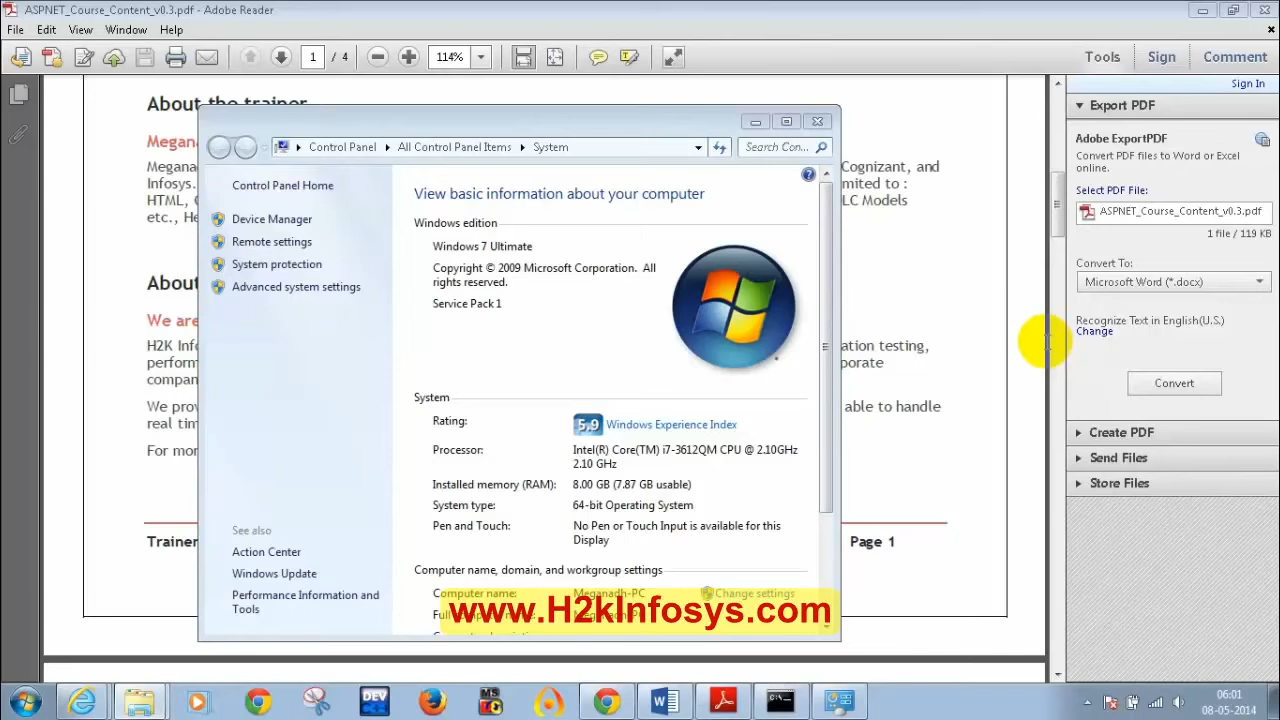 ASPNET_Course_Content_v0.3.pdf - Adobe Reader
File Edit View Window Help
1 / 4 114% Tools Sign Comment
Sign In
About the trainer
Export PDF
Adobe ExportPDF
Convert PDF files to Word or Excel
online.
Select PDF File:
ASPNET_Course_Content_v0.3.pdf
1 file / 119 KB
Convert To:
Microsoft Word (*.docx)
Recognize Text in English(U.S.)
Change
Convert
Create PDF
Send Files
Store Files
Cognizant, and
Infosys.
HTML,
LC Models
etc.,
We are
H2K
ation testing,
porate
We
able to handle
real
For
Page 1
Control Panel All Control Panel Items System Search Con...
Control Panel Home
Device Manager
Remote settings
System protection
Advanced system settings
See also
Action Center
Windows Update
Performance Information and
Tools
View basic information about your computer
Windows edition
Windows 7 Ultimate
Copyright © 2009 Microsoft Corporation. All
rights reserved.
Service Pack 1
System
Rating: 5.9 Windows Experience Index
Processor: Intel(R) Core(TM) i7-3612QM CPU @ 2.10GHz
2.10 GHz
Installed memory (RAM): 8.00 GB (7.87 GB usable)
System type: 64-bit Operating System
Pen and Touch: No Pen or Touch Input is available for this
Display
Computer name, domain, and workgroup settings
Computer name: Meganadh-PC Change settings
www.H2kInfosys.com
DEV
MS
06:01
08-05-2014